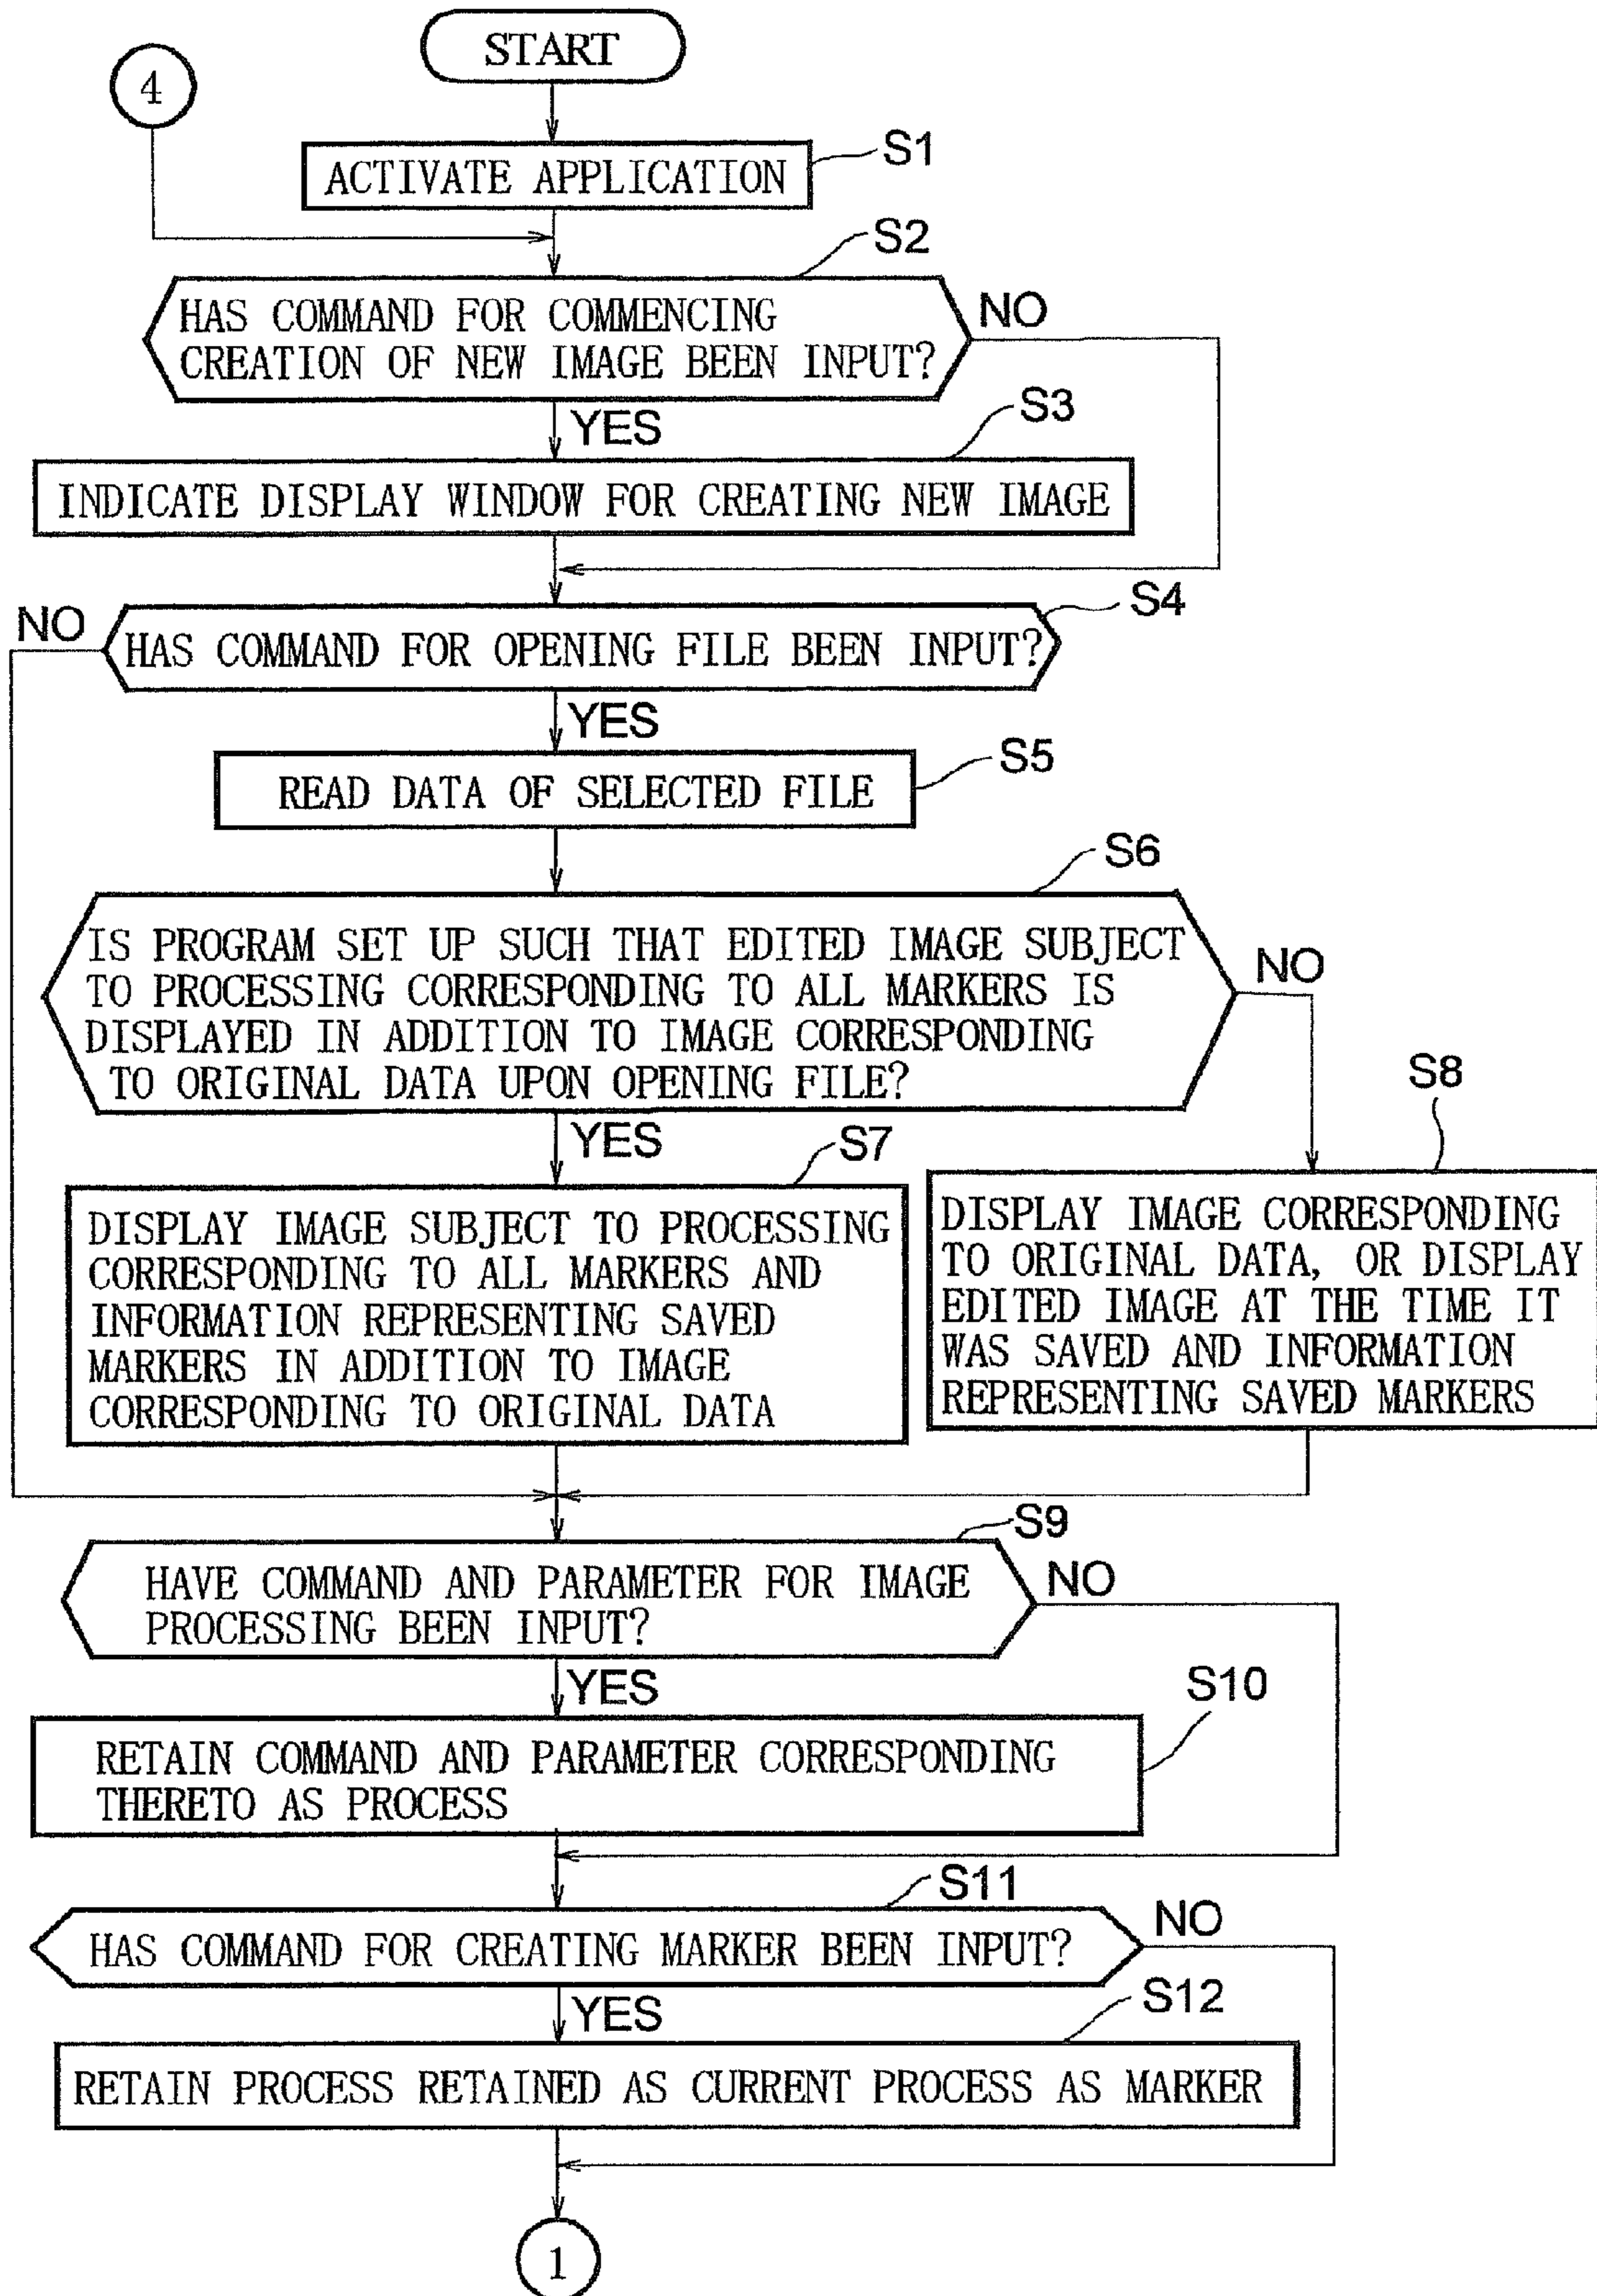 START
4
S1
ACTIVATE APPLICATION
S2
HAS COMMAND FOR COMMENCING
CREATION OF NEW IMAGE BEEN INPUT?
NO
YES
S3
INDICATE DISPLAY WINDOW FOR CREATING NEW IMAGE
S4
NO
HAS COMMAND FOR OPENING FILE BEEN INPUT?
YES
S5
READ DATA OF SELECTED FILE
S6
IS PROGRAM SET UP SUCH THAT EDITED IMAGE SUBJECT
TO PROCESSING CORRESPONDING TO ALL MARKERS IS
DISPLAYED IN ADDITION TO IMAGE CORRESPONDING
TO ORIGINAL DATA UPON OPENING FILE?
NO
YES
S7
DISPLAY IMAGE SUBJECT TO PROCESSING
CORRESPONDING TO ALL MARKERS AND
INFORMATION REPRESENTING SAVED
MARKERS IN ADDITION TO IMAGE
CORRESPONDING TO ORIGINAL DATA
S8
DISPLAY IMAGE CORRESPONDING
TO ORIGINAL DATA, OR DISPLAY
EDITED IMAGE AT THE TIME IT
WAS SAVED AND INFORMATION
REPRESENTING SAVED MARKERS
S9
HAVE COMMAND AND PARAMETER FOR IMAGE
PROCESSING BEEN INPUT?
NO
YES
S10
RETAIN COMMAND AND PARAMETER CORRESPONDING
THERETO AS PROCESS
S11
HAS COMMAND FOR CREATING MARKER BEEN INPUT?
NO
YES
S12
RETAIN PROCESS RETAINED AS CURRENT PROCESS AS MARKER
1